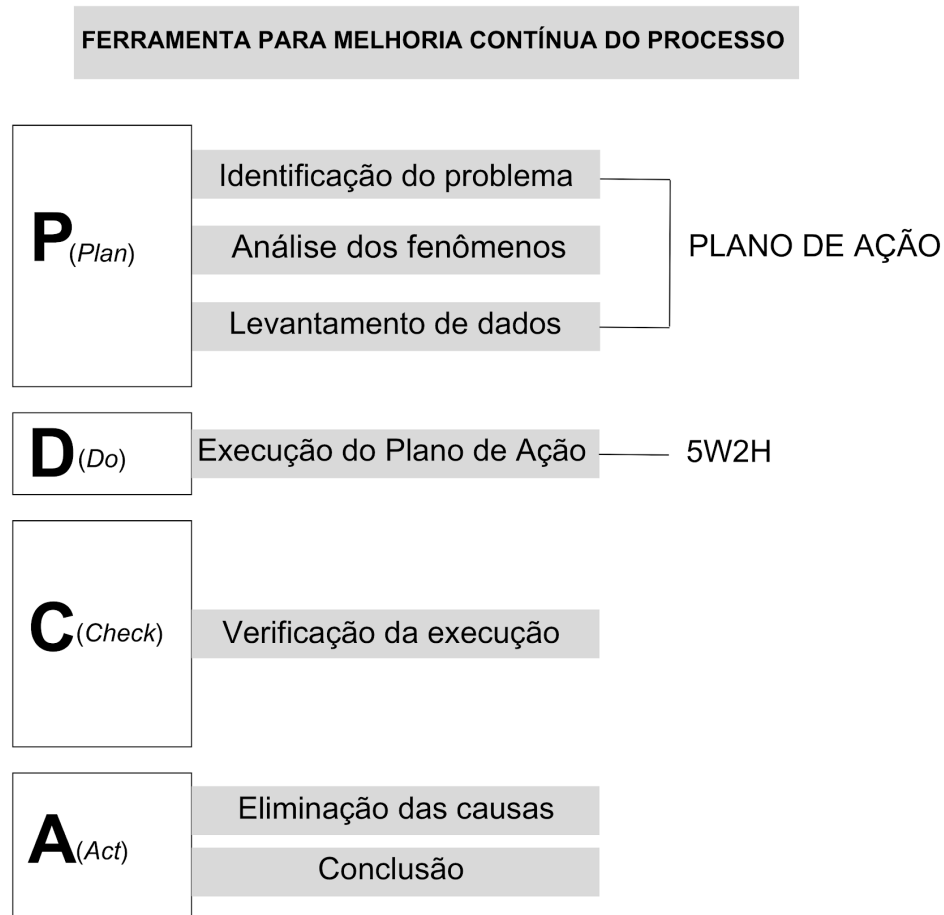 FERRAMENTA PARA MELHORIA CONTÍNUA DO PROCESSO
P (Plan)
Identificação do problema
Análise dos fenômenos
Levantamento de dados
PLANO DE AÇÃO
D (Do)
Execução do Plano de Ação
5W2H
C (Check)
Verificação da execução
A (Act)
Eliminação das causas
Conclusão